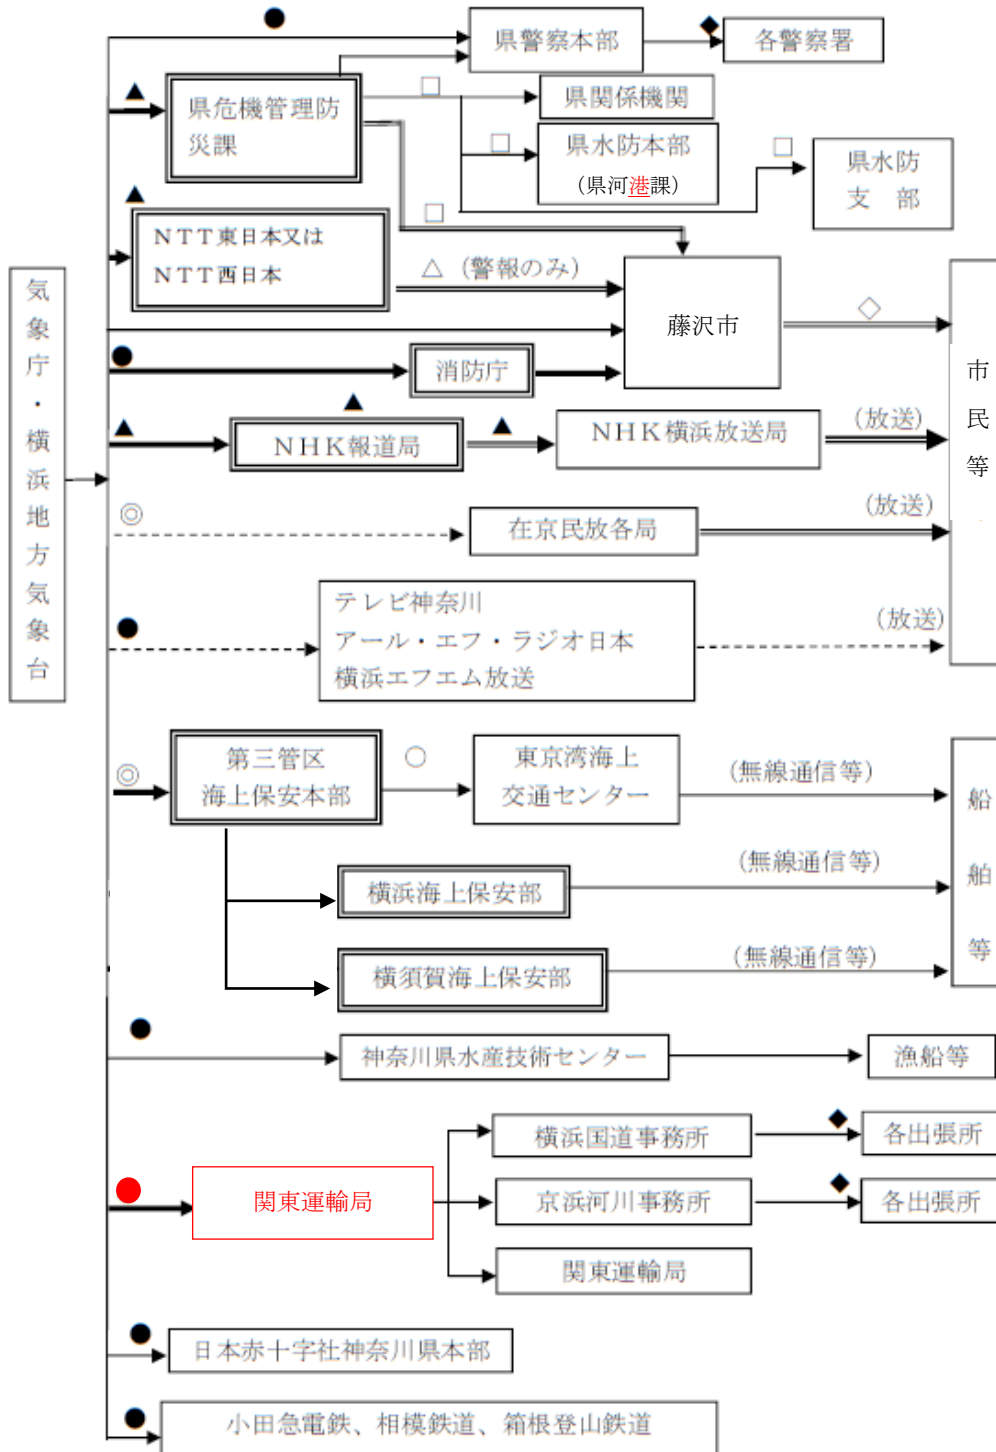 県警察本部
各警察署
県危機管理防
災課
県関係機関
県水防本部
(県河港課)
県水防
支 部
NTT東日本又は
NTT西日本
(警報のみ)
藤沢市
気象庁・横浜地方気象台
消防庁
市民等
NHK報道局
NHK横浜放送局
(放送)
在京民放各局
(放送)
テレビ神奈川
アール・エフ・ラジオ日本
横浜エフエム放送
(放送)
第三管区
海上保安本部
東京湾海上
交通センター
(無線通信等)
船舶等
横浜海上保安部
(無線通信等)
横須賀海上保安部
(無線通信等)
神奈川県水産技術センター
漁船等
横浜国道事務所
各出張所
関東運輸局
京浜河川事務所
各出張所
関東運輸局
日本赤十字社神奈川県本部
小田急電鉄、相模鉄道、箱根登山鉄道